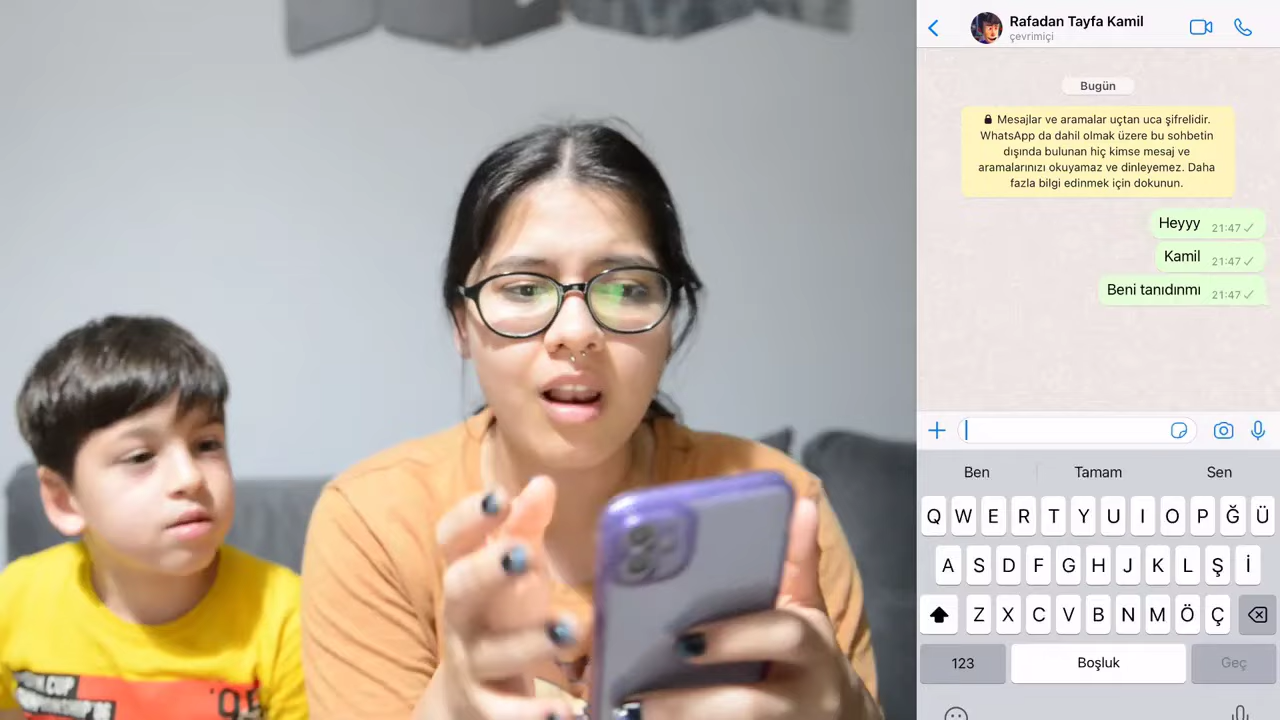 Rafadan Tayfa Kamil
çevrimiçi
Bugün
Mesajlar ve aramalar uçtan uca şifrelidir.
WhatsApp da dahil olmak üzere bu sohbetin
dışında bulunan hiç kimse mesaj ve
aramalarınızı okuyamaz ve dinleyemez. Daha
fazla bilgi edinmek için dokunun.
Heyyy 21:47
Kamil 21:47
Beni tanıdınmı 21:47
Ben Tamam Sen
Q W E R T Y U I O P Ğ Ü
A S D F G H J K L Ş İ
Z X C V B N M Ö Ç
123 Boşluk Geç
CUP